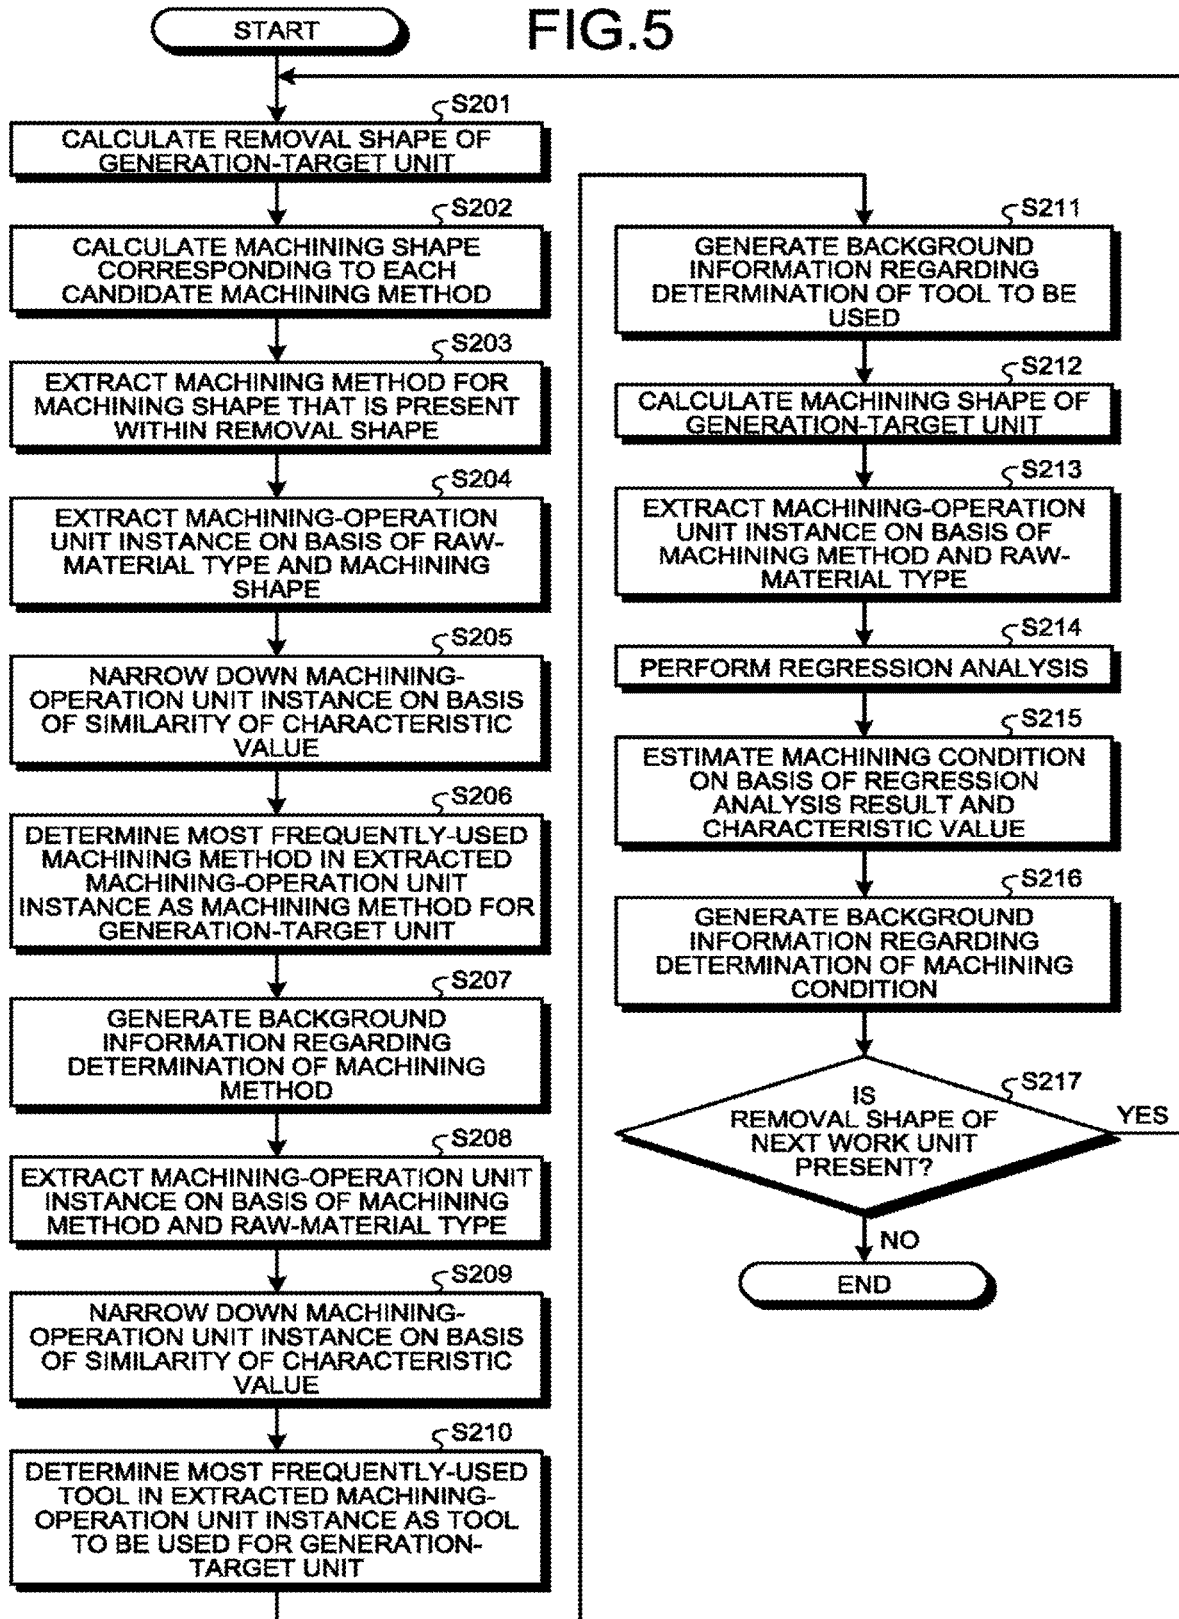 FIG.5
START
S201
CALCULATE REMOVAL SHAPE OF
GENERATION-TARGET UNIT
S202
CALCULATE MACHINING SHAPE
CORRESPONDING TO EACH
CANDIDATE MACHINING METHOD
S203
EXTRACT MACHINING METHOD FOR
MACHINING SHAPE THAT IS PRESENT
WITHIN REMOVAL SHAPE
S204
EXTRACT MACHINING-OPERATION
UNIT INSTANCE ON BASIS OF RAW-
MATERIAL TYPE AND MACHINING
SHAPE
S205
NARROW DOWN MACHINING-
OPERATION UNIT INSTANCE ON BASIS
OF SIMILARITY OF CHARACTERISTIC
VALUE
S206
DETERMINE MOST FREQUENTLY-USED
MACHINING METHOD IN EXTRACTED
MACHINING-OPERATION UNIT
INSTANCE AS MACHINING METHOD FOR
GENERATION-TARGET UNIT
S207
GENERATE BACKGROUND
INFORMATION REGARDING
DETERMINATION OF MACHINING
METHOD
S208
EXTRACT MACHINING-OPERATION UNIT
INSTANCE ON BASIS OF MACHINING
METHOD AND RAW-MATERIAL TYPE
S209
NARROW DOWN MACHINING-
OPERATION UNIT INSTANCE ON BASIS
OF SIMILARITY OF CHARACTERISTIC
VALUE
S210
DETERMINE MOST FREQUENTLY-USED
TOOL IN EXTRACTED MACHINING-
OPERATION UNIT INSTANCE AS TOOL
TO BE USED FOR GENERATION-
TARGET UNIT
S211
GENERATE BACKGROUND
INFORMATION REGARDING
DETERMINATION OF TOOL TO BE
USED
S212
CALCULATE MACHINING SHAPE OF
GENERATION-TARGET UNIT
S213
EXTRACT MACHINING-OPERATION
UNIT INSTANCE ON BASIS OF
MACHINING METHOD AND RAW-
MATERIAL TYPE
S214
PERFORM REGRESSION ANALYSIS
S215
ESTIMATE MACHINING CONDITION
ON BASIS OF REGRESSION
ANALYSIS RESULT AND
CHARACTERISTIC VALUE
S216
GENERATE BACKGROUND
INFORMATION REGARDING
DETERMINATION OF MACHINING
CONDITION
S217
IS
REMOVAL SHAPE OF
NEXT WORK UNIT
PRESENT?
YES
NO
END